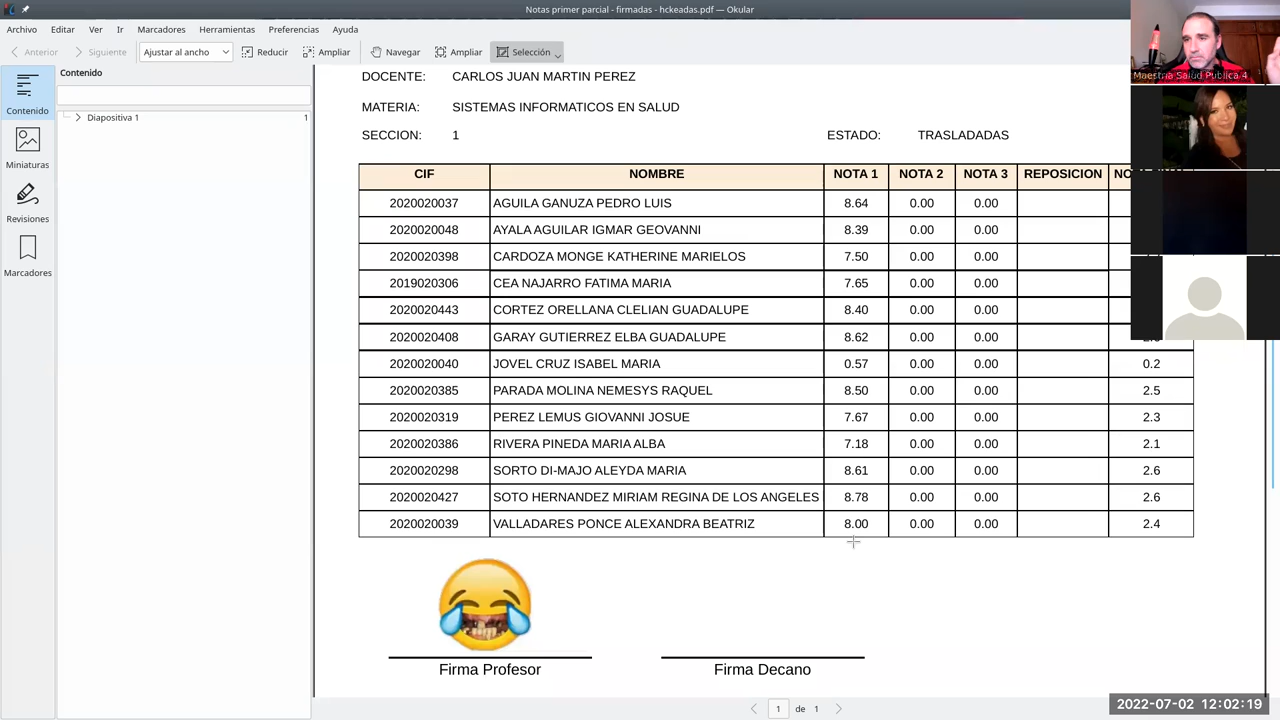 Notas primer parcial - firmadas - hckeadas.pdf — Okular
Archivo Editar Ver Ir Marcadores Herramientas Preferencias Ayuda
Anterior Siguiente Ajustar al ancho Reducir Ampliar Navegar Ampliar Selección
Contenido
Contenido
Miniaturas
Revisiones
Marcadores
Diapositiva 1 1
DOCENTE: CARLOS JUAN MARTIN PEREZ
MATERIA: SISTEMAS INFORMATICOS EN SALUD
SECCION: 1 ESTADO: TRASLADADAS
CIF NOMBRE NOTA 1 NOTA 2 NOTA 3 REPOSICION
2020020037 AGUILA GANUZA PEDRO LUIS 8.64 0.00 0.00
2020020048 AYALA AGUILAR IGMAR GEOVANNI 8.39 0.00 0.00
2020020398 CARDOZA MONGE KATHERINE MARIELOS 7.50 0.00 0.00
2019020306 CEA NAJARRO FATIMA MARIA 7.65 0.00 0.00
2020020443 CORTEZ ORELLANA CLELIAN GUADALUPE 8.40 0.00 0.00
2020020408 GARAY GUTIERREZ ELBA GUADALUPE 8.62 0.00 0.00
2020020040 JOVEL CRUZ ISABEL MARIA 0.57 0.00 0.00 0.2
2020020385 PARADA MOLINA NEMESYS RAQUEL 8.50 0.00 0.00 2.5
2020020319 PEREZ LEMUS GIOVANNI JOSUE 7.67 0.00 0.00 2.3
2020020386 RIVERA PINEDA MARIA ALBA 7.18 0.00 0.00 2.1
2020020298 SORTO DI-MAJO ALEYDA MARIA 8.61 0.00 0.00 2.6
2020020427 SOTO HERNANDEZ MIRIAM REGINA DE LOS ANGELES 8.78 0.00 0.00 2.6
2020020039 VALLADARES PONCE ALEXANDRA BEATRIZ 8.00 0.00 0.00 2.4
Firma Profesor Firma Decano
1 de 1
Maestria Salud Publica 4
2022-07-02 12:02:19